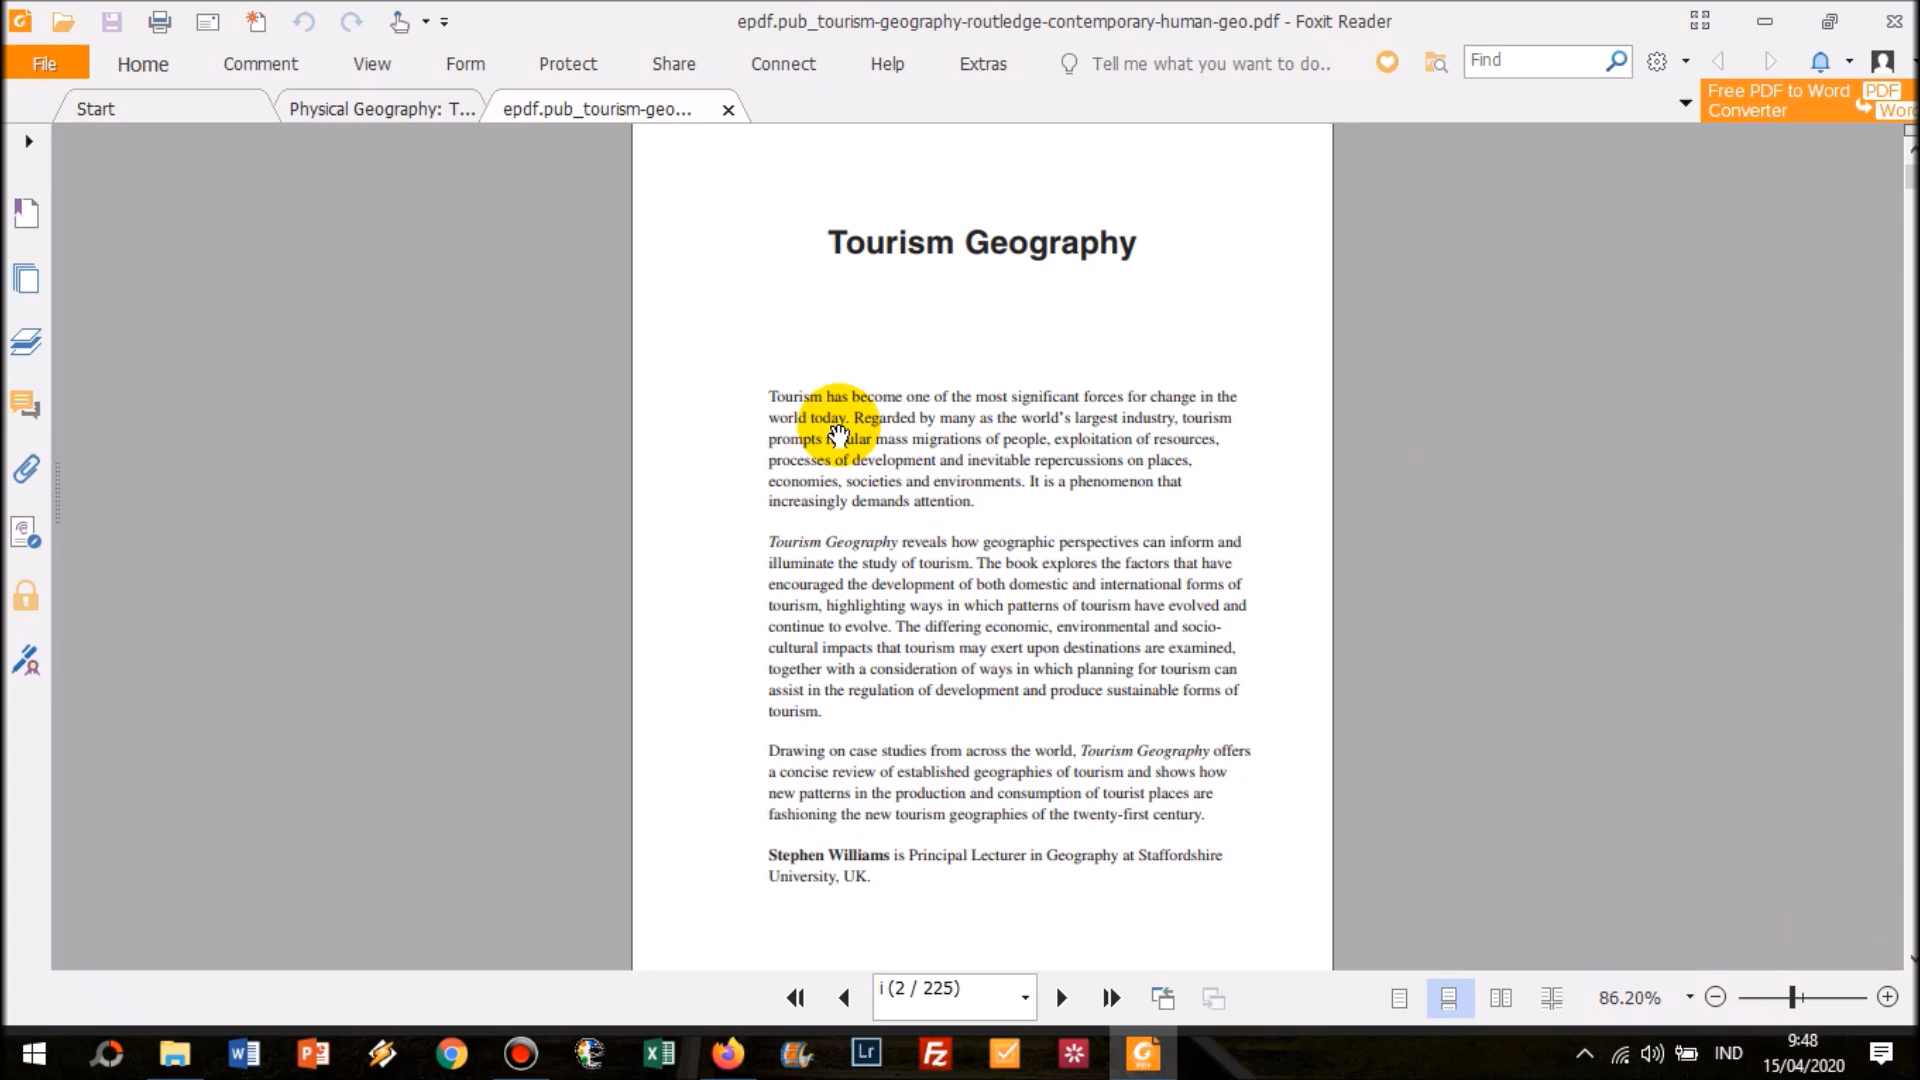 epdf.pub_tourism-geography-routledge-contemporary-human-geo.pdf - Foxit Reader
File Home Comment View Form Protect Share Connect Help Extras Tell me what you want to do.. Find
Start Physical Geography: T... epdf.pub_tourism-geo...
Free PDF to Word
Converter
PDF
Word
Tourism Geography
Tourism has become one of the most significant forces for change in the
world today. Regarded by many as the world's largest industry, tourism
prompts mass migrations of people, exploitation of resources,
processes of development and inevitable repercussions on places,
economies, societies and environments. It is a phenomenon that
increasingly demands attention.
Tourism Geography reveals how geographic perspectives can inform and
illuminate the study of tourism. The book explores the factors that have
encouraged the development of both domestic and international forms of
tourism, highlighting ways in which patterns of tourism have evolved and
continue to evolve. The differing economic, environmental and socio-
cultural impacts that tourism may exert upon destinations are examined,
together with a consideration of ways in which planning for tourism can
assist in the regulation of development and produce sustainable forms of
tourism.
Drawing on case studies from across the world, Tourism Geography offers
a concise review of established geographies of tourism and shows how
new patterns in the production and consumption of tourist places are
fashioning the new tourism geographies of the twenty-first century.
Stephen Williams is Principal Lecturer in Geography at Staffordshire
University, UK.
i (2 / 225)
86.20%
Lr
IND
9:48
15/04/2020